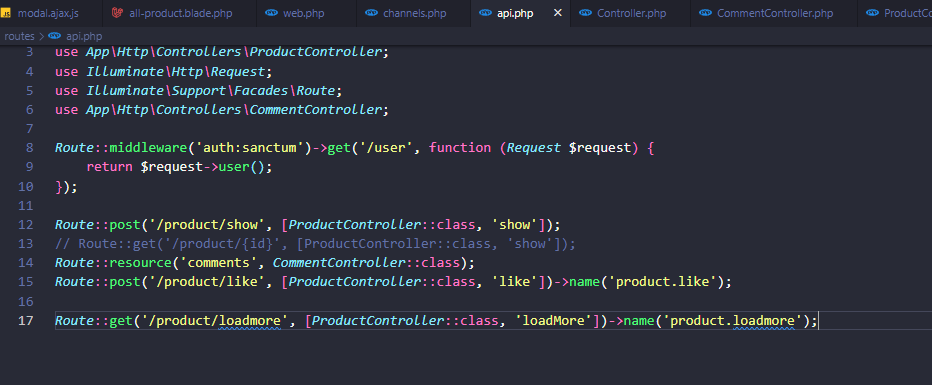 modal.ajax.js all-product.blade.php web.php channels.php api.php Controller.php CommentController.php ProductCo
routes > api.php
3 use App\Http\Controllers\ProductController;
4 use Illuminate\Http\Request;
5 use Illuminate\Support\Facades\Route;
6 use App\Http\Controllers\CommentController;
7
8 Route::middleware('auth:sanctum')->get('/user', function (Request $request) {
9 return $request->user();
10 });
11
12 Route::post('/product/show', [ProductController::class, 'show']);
13 // Route::get('/product/{id}', [ProductController::class, 'show']);
14 Route::resource('comments', CommentController::class);
15 Route::post('/product/like', [ProductController::class, 'like'])->name('product.like');
16
17 Route::get('/product/loadmore', [ProductController::class, 'loadMore'])->name('product.loadmore');